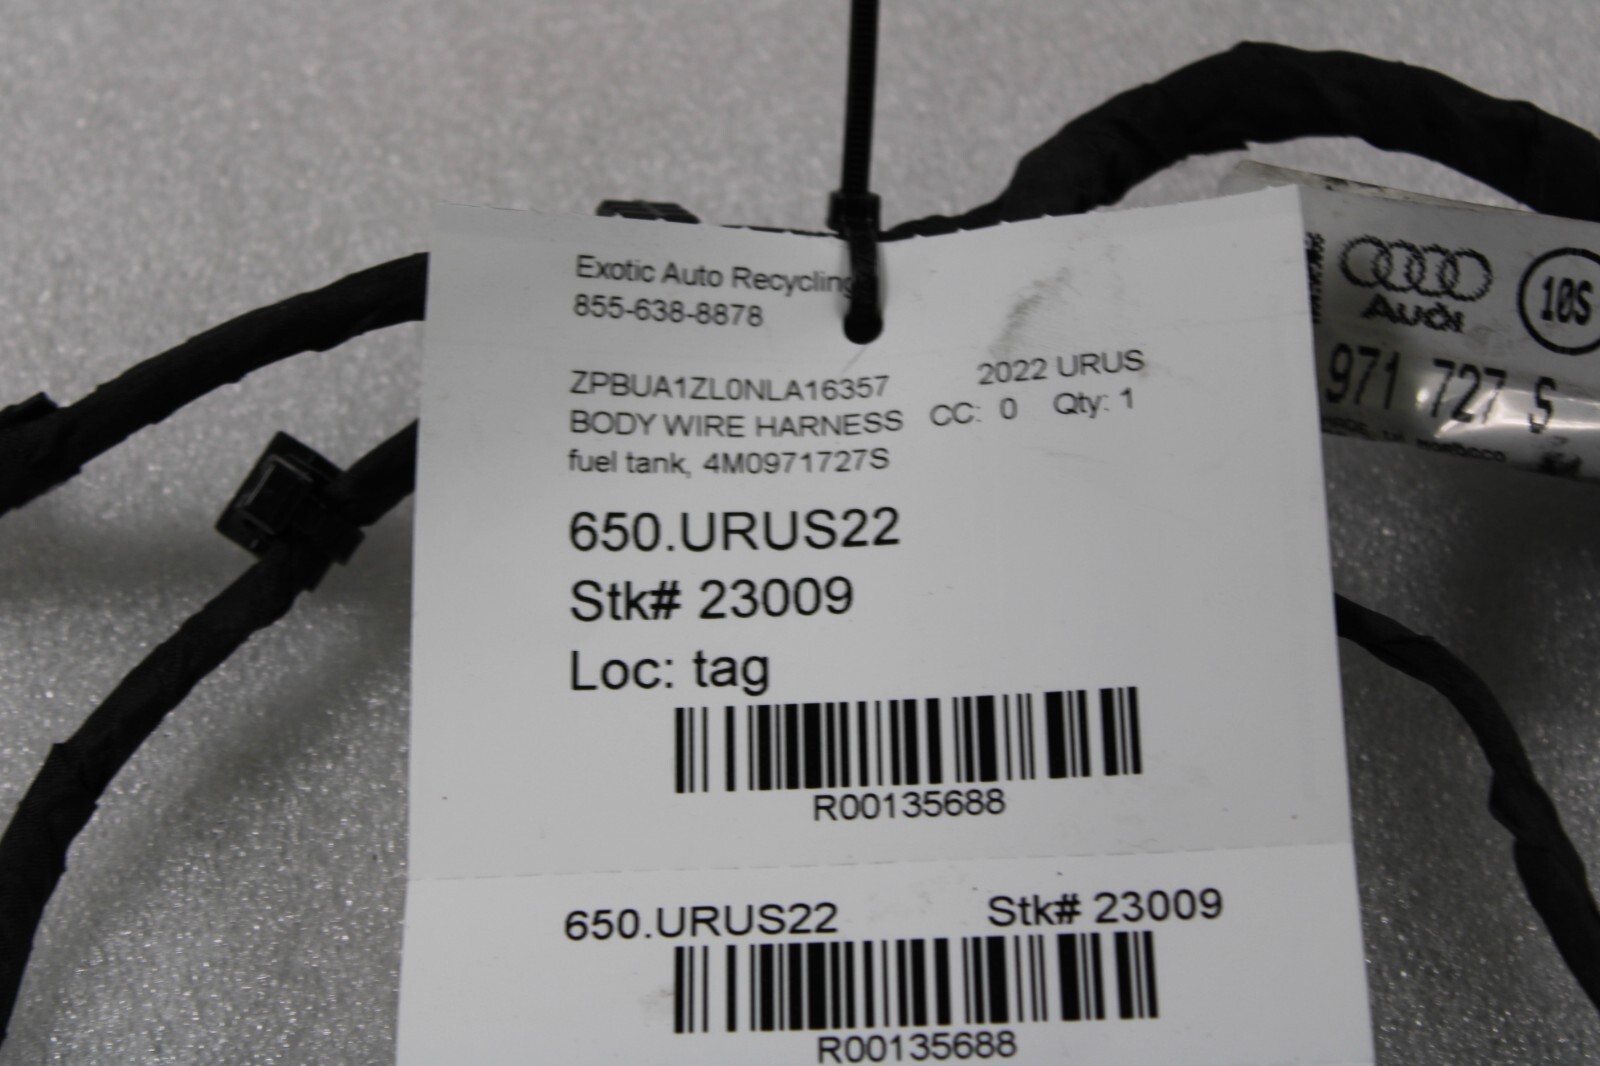 Exotic Auto Recycling
855-638-8878
ZPBUA1ZL0NLA16357 2022 URUS
BODY WIRE HARNESS CC: 0 Qty: 1
fuel tank, 4M0971727S
650.URUS22
Stk# 23009
Loc: tag
R00135688
650.URUS22 Stk# 23009
R00135688
AUDI
10S
971 727 S
MOROCCO